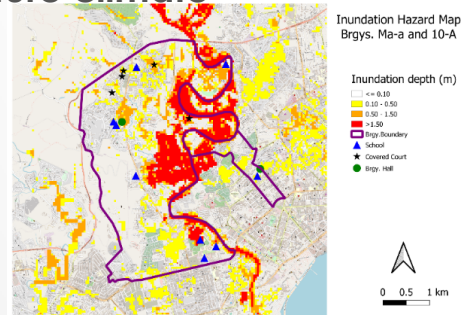 Inundation Hazard Map
Brgys. Ma-a and 10-A
Inundation depth (m)
<= 0.10
0.10 - 0.50
0.50 - 1.50
>1.50
Brgy.Boundary
School
Covered Court
Brgy. Hall
0 0.5 1 km